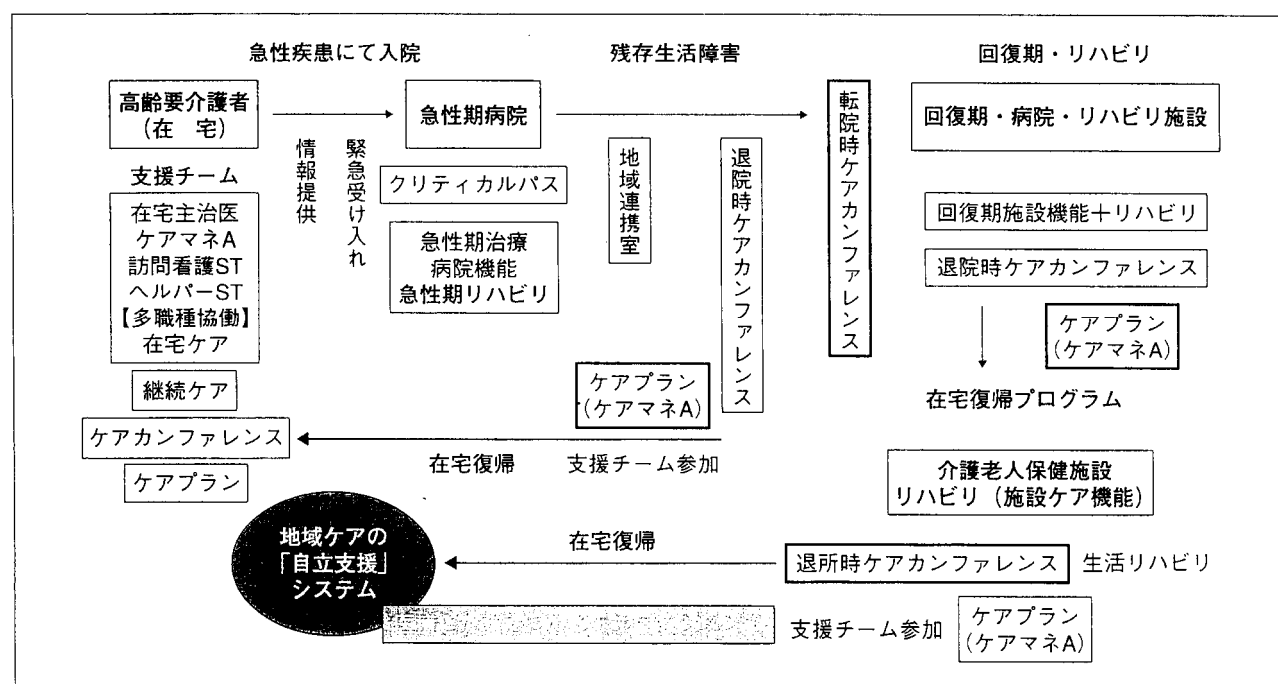 急性疾患にて入院
残存生活障害
回復期・リハビリ
高齢要介護者
(在　宅)
情報提供
緊急受け入れ
急性期病院
地域連携室
退院時ケアカンファレンス
転院時ケアカンファレンス
回復期・病院・リハビリ施設
支援チーム
在宅主治医
ケアマネA
訪問看護ST
ヘルパーST
【多職種協働】
在宅ケア
クリティカルパス
急性期治療
病院機能
急性期リハビリ
回復期施設機能＋リハビリ
退院時ケアカンファレンス
ケアプラン
(ケアマネA)
在宅復帰プログラム
継続ケア
ケアカンファレンス
ケアプラン
ケアプラン
(ケアマネA)
在宅復帰
支援チーム参加
介護老人保健施設
リハビリ（施設ケア機能）
地域ケアの
「自立支援」
システム
在宅復帰
退所時ケアカンファレンス
生活リハビリ
支援チーム参加
ケアプラン
(ケアマネA)